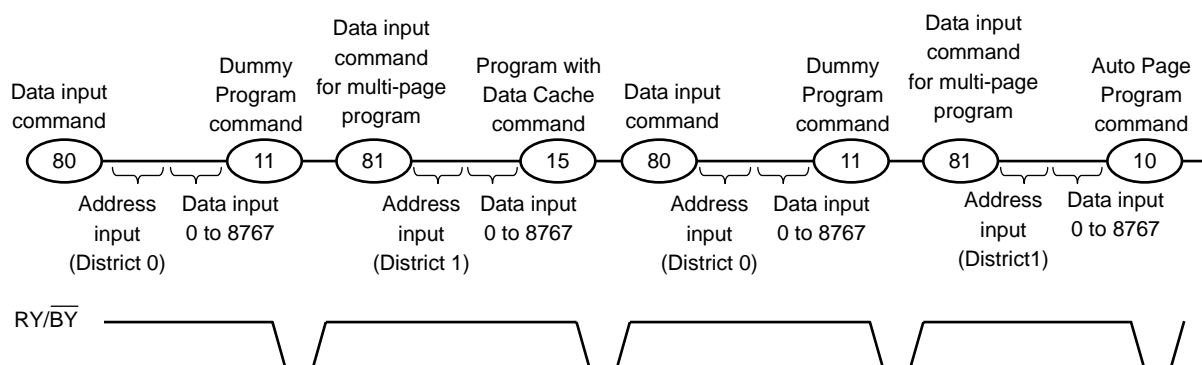 Data input
command
Dummy
Program
command
Data input
command
for multi-page
program
Program with
Data Cache
command
Data input
command
Dummy
Program
command
Data input
command
for multi-page
program
Auto Page
Program
command
80
11
81
15
80
11
81
10
Address
input
(District 0)
Data input
0 to 8767
Address
input
(District 1)
Data input
0 to 8767
Address
input
(District 0)
Data input
0 to 8767
Address
input
(District1)
Data input
0 to 8767
RY/BY